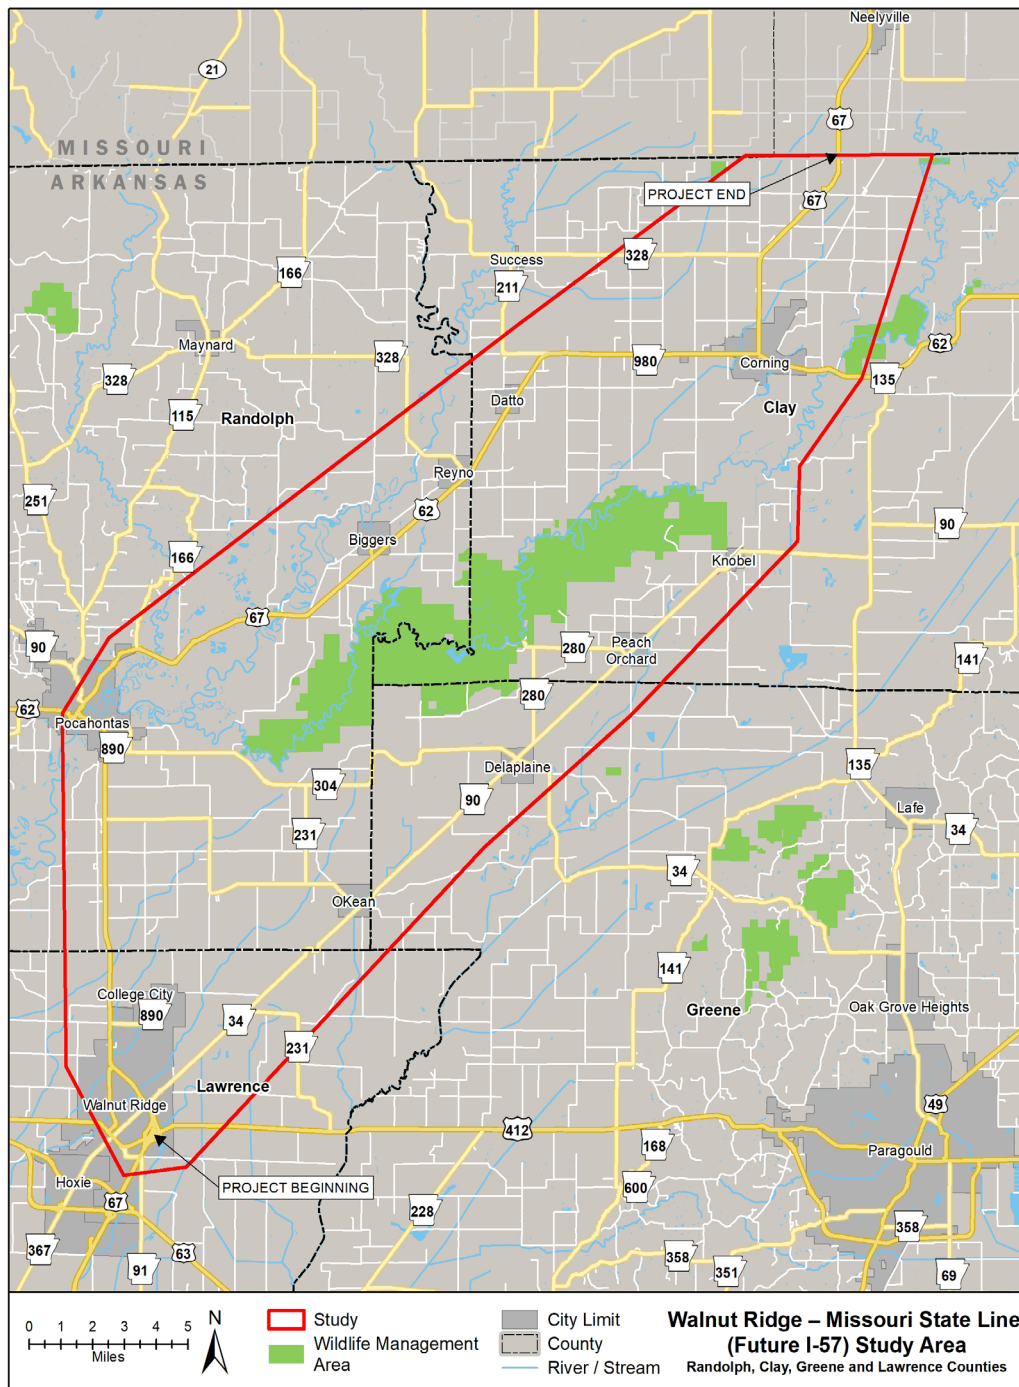 Neelyville
21
67
MISSOURI
ARKANSAS
PROJECT END
67
328
Success
166
211
Maynard
328
980
Corning
62
135
328
Datto
Clay
115
Randolph
Reyno
251
62
90
Biggers
166
Knobel
67
90
280
Peach
Orchard
141
62
280
Pocahontas
890
135
304
Delaplaine
90
Lafe
231
34
34
OKean
141
College City
890
34
Greene
Oak Grove Heights
231
Lawrence
Walnut Ridge
49
412
168
Paragould
Hoxie
PROJECT BEGINNING
67
600
228
358
367
63
91
358
351
69
0 1 2 3 4 5
Miles
N
Study
Wildlife Management
Area
City Limit
County
River / Stream
Walnut Ridge – Missouri State Line
(Future I-57) Study Area
Randolph, Clay, Greene and Lawrence Counties